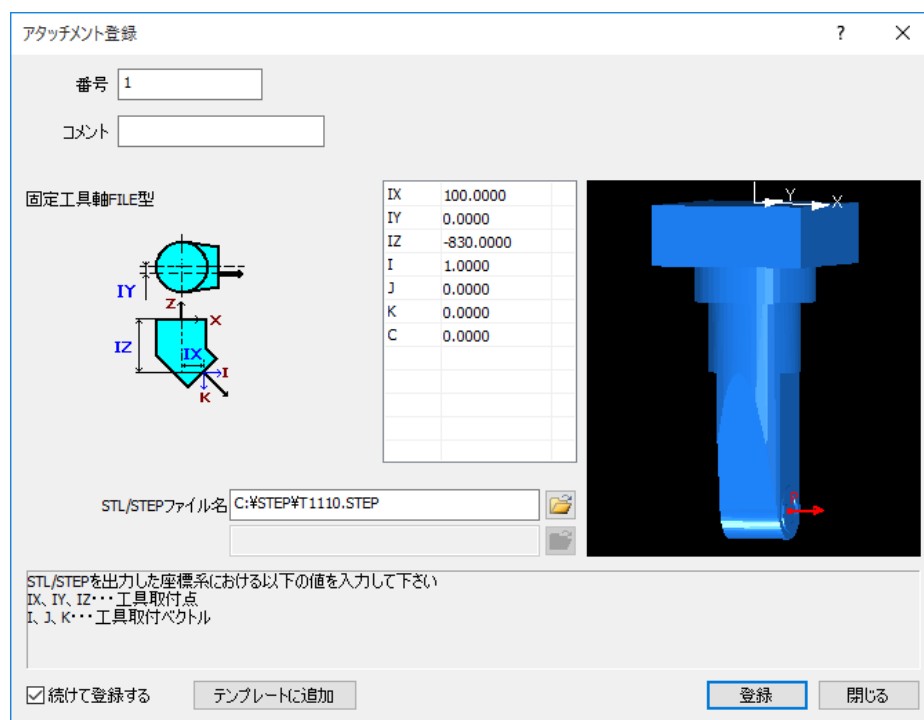 アタッチメント登録
?
番号 1
コメント
固定工具軸FILE型
IY
Z
X
IZ
IX
I
K
IX 100.0000
IY 0.0000
IZ -830.0000
I 1.0000
J 0.0000
K 0.0000
C 0.0000
Y
X
STL/STEPファイル名 C:¥STEP¥T1110.STEP
STL/STEPを出力した座標系における以下の値を入力して下さい
IX、IY、IZ・・・工具取付点
I、J、K・・・工具取付ベクトル
続けて登録する
テンプレートに追加
登録
閉じる